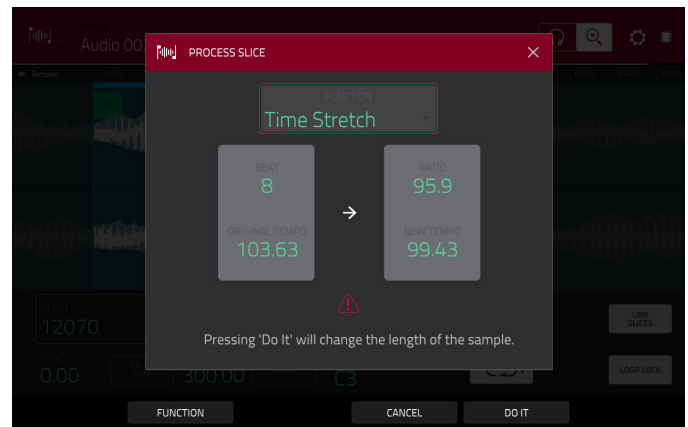 Audio 002
PROCESS SLICE
Samples
FUNCTION
Time Stretch
BEAT
8
RATIO
95.9
ORIGINAL TEMPO
103.63
NEW TEMPO
99.43
Pressing 'Do It' will change the length of the sample.
START
12070
LINK
SLICES
TUNE
0.00
300.00
C3
LOOP LOCK
FUNCTION
CANCEL
DO IT